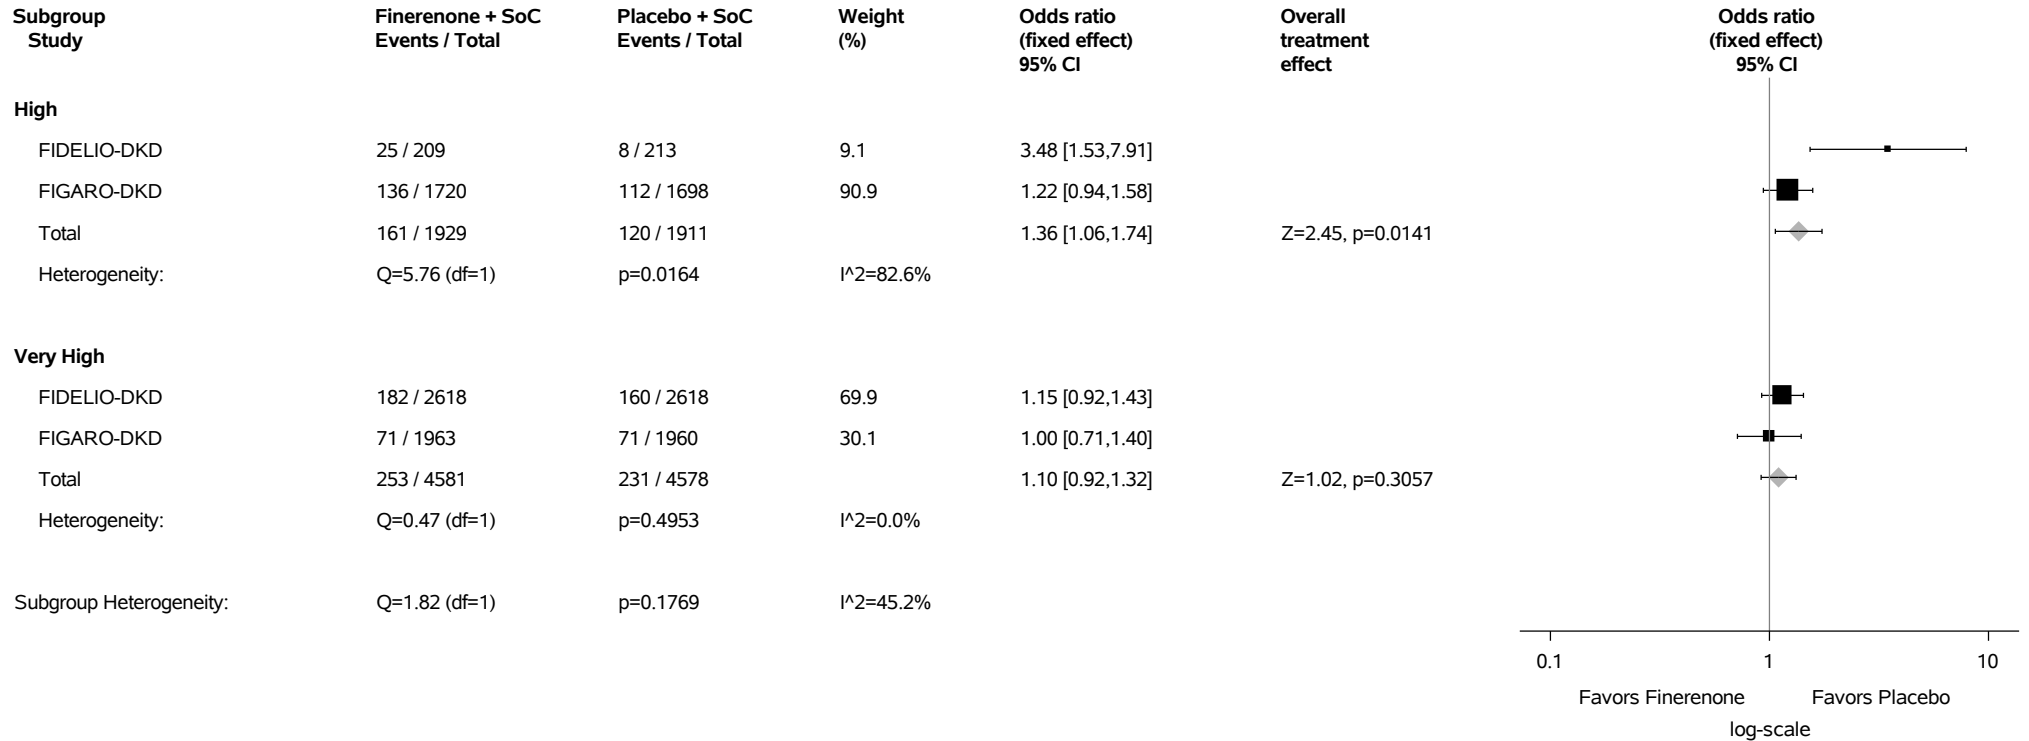 Subgroup Finerenone + SoC Placebo + SoC Weight Odds ratio Overall Odds ratio
Study Events / Total Events / Total (%) (fixed effect) treatment (fixed effect)
95% CI effect 95% CI
High
FIDELIO-DKD 25 / 209 8 / 213 9.1 3.48 [1.53,7.91]
FIGARO-DKD 136 / 1720 112 / 1698 90.9 1.22 [0.94,1.58]
Total 161 / 1929 120 / 1911 1.36 [1.06,1.74] Z=2.45, p=0.0141
Heterogeneity: Q=5.76 (df=1) p=0.0164 I^2=82.6%
Very High
FIDELIO-DKD 182 / 2618 160 / 2618 69.9 1.15 [0.92,1.43]
FIGARO-DKD 71 / 1963 71 / 1960 30.1 1.00 [0.71,1.40]
Total 253 / 4581 231 / 4578 1.10 [0.92,1.32] Z=1.02, p=0.3057
Heterogeneity: Q=0.47 (df=1) p=0.4953 I^2=0.0%
Subgroup Heterogeneity: Q=1.82 (df=1) p=0.1769 I^2=45.2%
0.1 1 10
Favors Finerenone Favors Placebo
log-scale